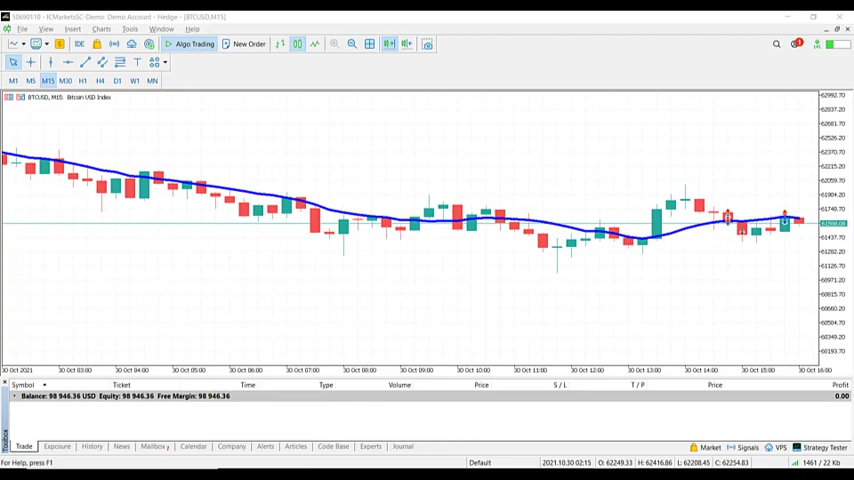 50690110 - ICMarketsSC-Demo: Demo Account - Hedge - [BTCUSD,M15]
File View Insert Charts Tools Window Help
IDE Algo Trading New Order 1
M1 M5 M15 M30 H1 H4 D1 W1 MN
BTCUSD, M15: Bitcoin USD Index
62992.70
62837.20
62681.70
62526.20
62370.70
62215.20
62059.70
61904.20
61748.70
61437.70
61282.20
61126.70
60971.20
60815.70
60660.20
60504.70
60349.20
60193.70
30 Oct 2021 30 Oct 03:00 30 Oct 04:00 30 Oct 05:00 30 Oct 06:00 30 Oct 07:00 30 Oct 08:00 30 Oct 09:00 30 Oct 10:00 30 Oct 11:00 30 Oct 12:00 30 Oct 13:00 30 Oct 14:00 30 Oct 15:00 30 Oct 16:00
Symbol Ticket Time Type Volume Price S / L T / P Price Profit
Balance: 98 946.36 USD Equity: 98 946.36 Free Margin: 98 946.36 0.00
Toolbox
Trade Exposure History News Mailbox 7 Calendar Company Alerts Articles Code Base Experts Journal Market Signals VPS Strategy Tester
For Help, press F1 Default 2021.10.30 02:15 O: 62249.33 H: 62416.86 L: 62208.45 C: 62254.83 1461 / 22 Kb